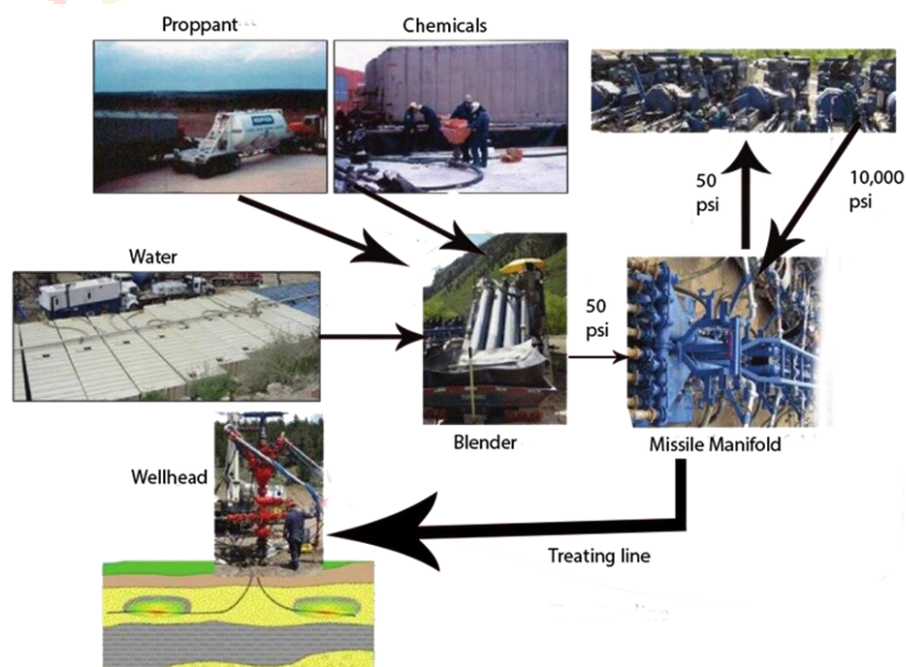 Proppant
Chemicals
50
psi
10,000
psi
Water
50
psi
Blender
Missile Manifold
Wellhead
Treating line